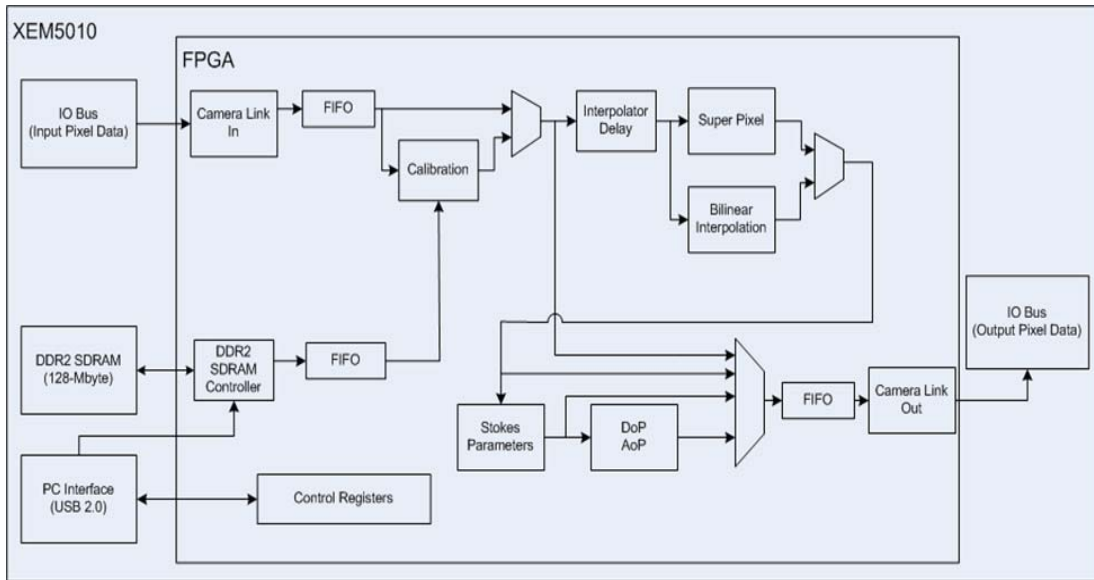 XEM5010
FPGA
IO Bus
(Input Pixel Data)
Camera Link
In
FIFO
Calibration
Interpolator
Delay
Super Pixel
Bilinear
Interpolation
IO Bus
(Output Pixel Data)
DDR2 SDRAM
(128-Mbyte)
DDR2
SDRAM
Controller
FIFO
Stokes
Parameters
DoP
AoP
FIFO
Camera Link
Out
PC Interface
(USB 2.0)
Control Registers